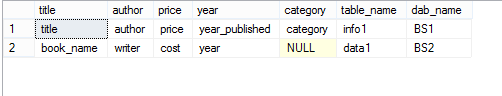 title author price year category table_name dab_name
1 title author price year_published category info1 BS1
2 book_name writer cost year NULL data1 BS2